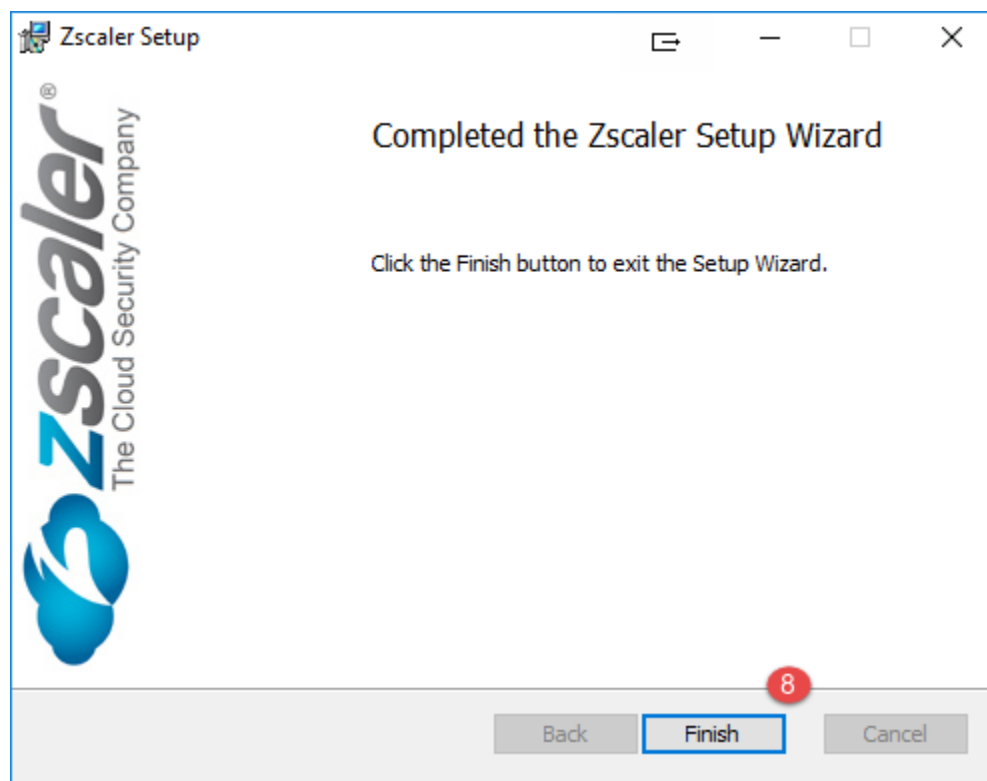 Zscaler Setup
zscaler®
The Cloud Security Company
Completed the Zscaler Setup Wizard
Click the Finish button to exit the Setup Wizard.
8
Back
Finish
Cancel